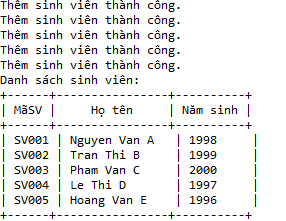 Thêm sinh viên thành công.
Thêm sinh viên thành công.
Thêm sinh viên thành công.
Thêm sinh viên thành công.
Thêm sinh viên thành công.
Danh sách sinh viên:
+------+----------------+----------+
| MãSV |     Họ tên     | Năm sinh |
+------+----------------+----------+
| SV001 | Nguyen Van A   | 1998     |
| SV002 | Tran Thi B     | 1999     |
| SV003 | Pham Van C     | 2000     |
| SV004 | Le Thi D       | 1997     |
| SV005 | Hoang Van E    | 1996     |
+------+----------------+----------+